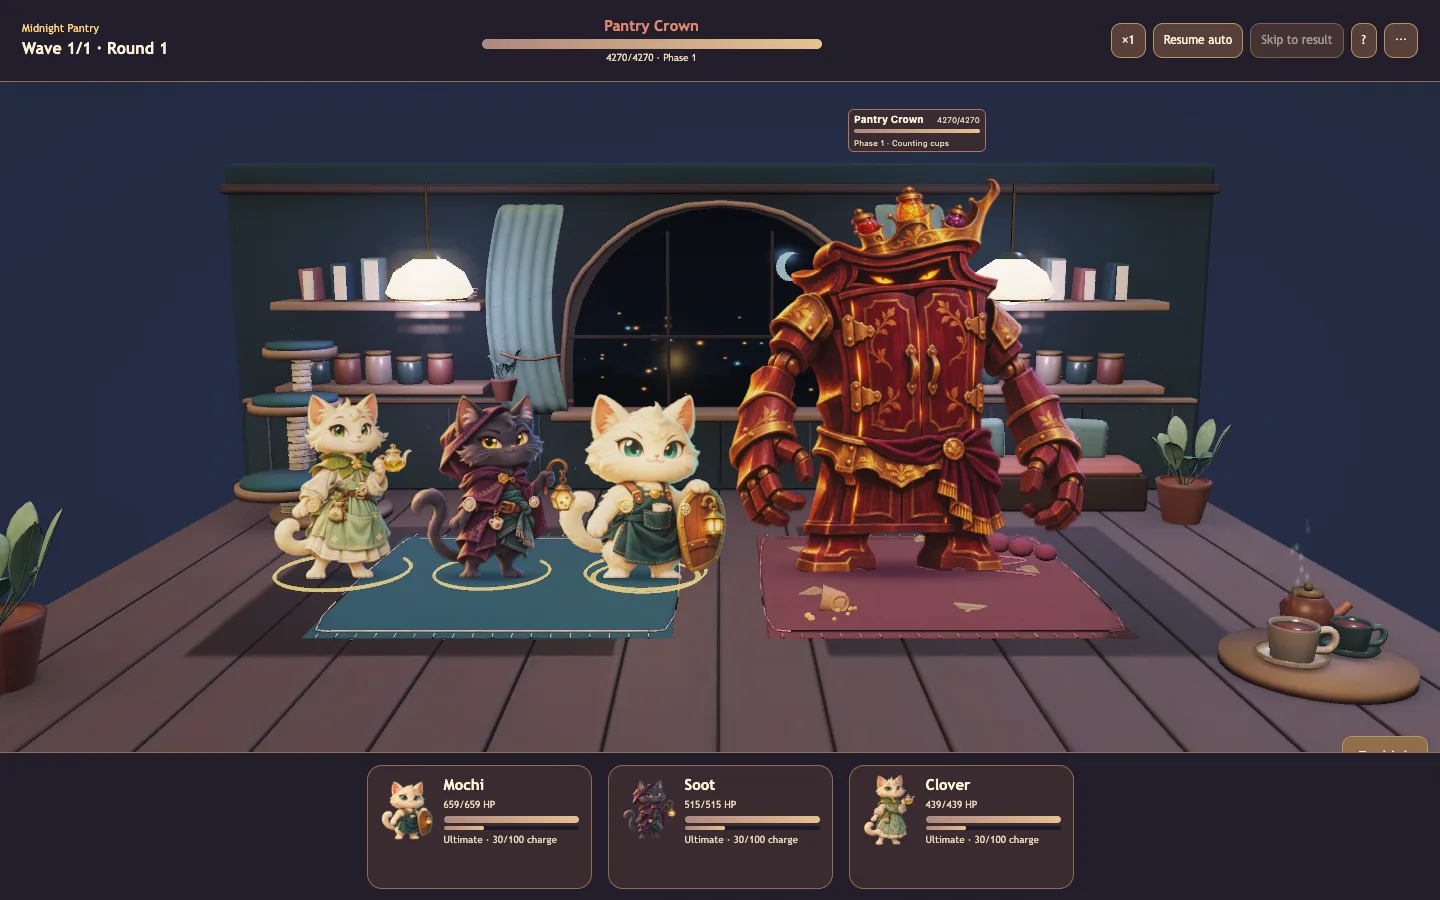 Midnight Pantry
Wave 1/1 · Round 1
Pantry Crown
4270/4270 · Phase 1
×1
Resume auto
Skip to result
?
···
Pantry Crown 4270/4270
Phase 1 · Counting cups
Mochi
659/659 HP
Ultimate · 30/100 charge
Soot
515/515 HP
Ultimate · 30/100 charge
Clover
439/439 HP
Ultimate · 30/100 charge